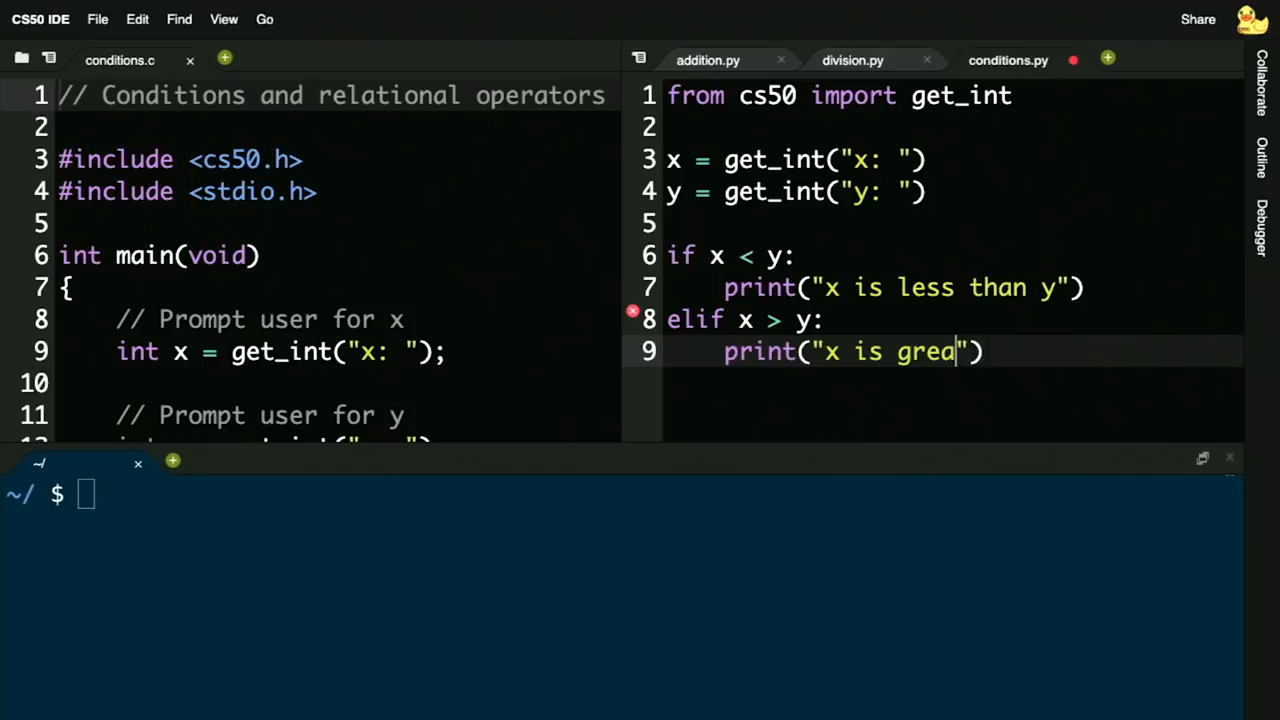 CS50 IDE File Edit Find View Go Share
conditions.c
1 // Conditions and relational operators
2
3 #include <cs50.h>
4 #include <stdio.h>
5
6 int main(void)
7 {
8 // Prompt user for x
9 int x = get_int("x: ");
10
11 // Prompt user for y
addition.py division.py conditions.py
1 from cs50 import get_int
2
3 x = get_int("x: ")
4 y = get_int("y: ")
5
6 if x < y:
7 print("x is less than y")
8 elif x > y:
9 print("x is grea")
Collaborate
Outline
Debugger
~/
~/ $